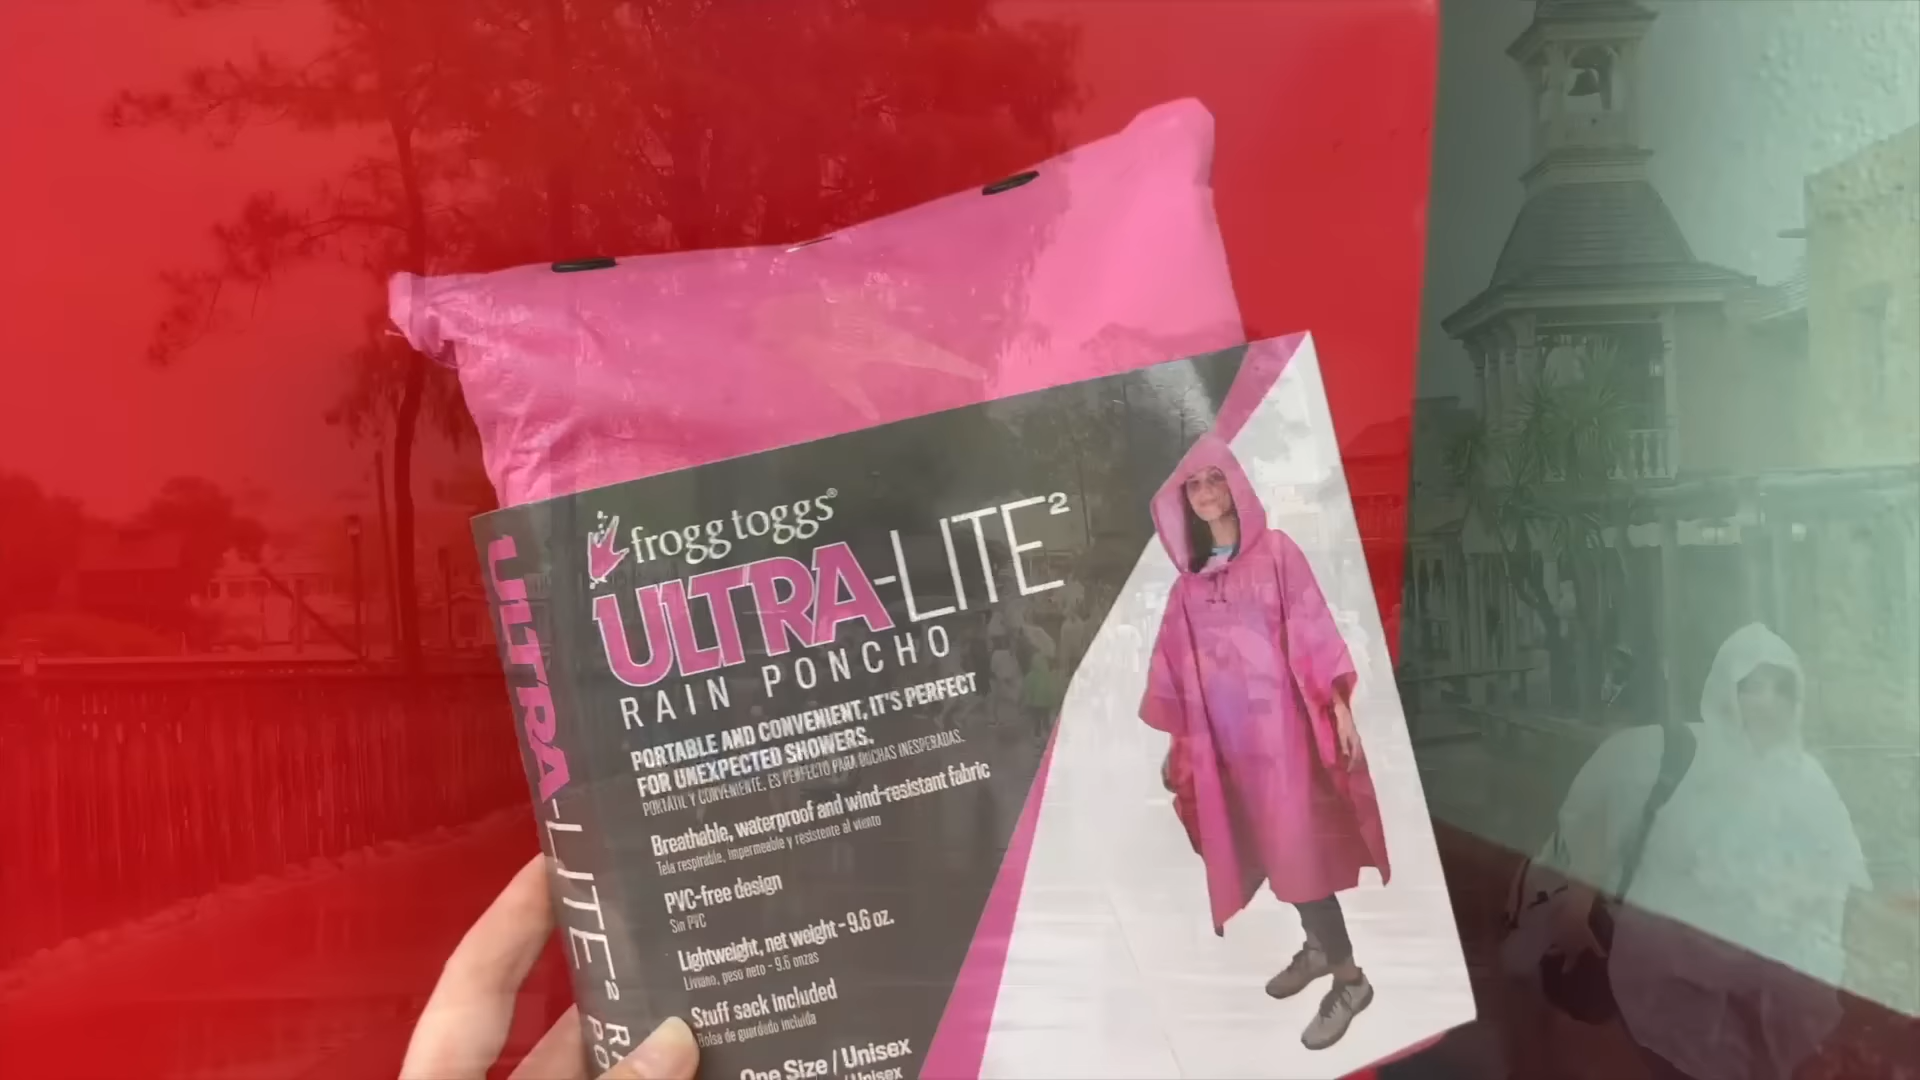 frogg toggs®
ULTRA-LITE²
RAIN PONCHO
PORTABLE AND CONVENIENT, IT'S PERFECT
FOR UNEXPECTED SHOWERS.
PORTÁTIL Y CONVENIENTE, ES PERFECTO PARA DUCHAS INESPERADAS.
Breathable, waterproof and wind-resistant fabric
Tela respirable, impermeable y resistente al viento
PVC-free design
Sin PVC
Lightweight, net weight - 9.6 oz.
Liviano, peso neto - 9.6 onzas
Stuff sack included
Bolsa de guardado incluida
One Size / Unisex
/ Unisex
ULTRA-LITE²